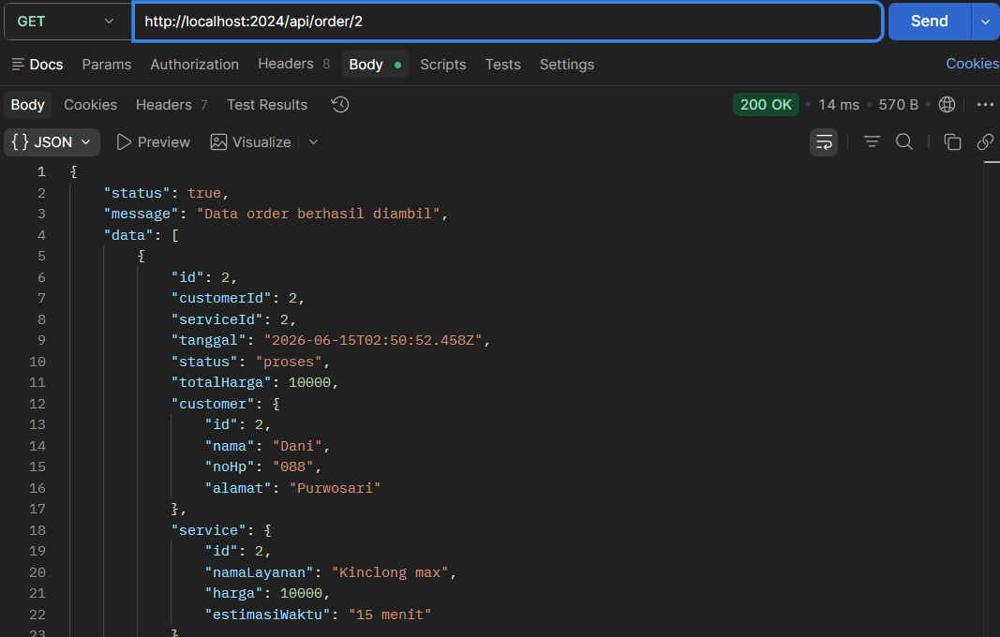 GET http://localhost:2024/api/order/2 Send
Docs Params Authorization Headers 8 Body Scripts Tests Settings Cookies
Body Cookies Headers 7 Test Results 200 OK • 14 ms • 570 B •
{} JSON Preview Visualize
1 {
2 "status": true,
3 "message": "Data order berhasil diambil",
4 "data": [
5 {
6 "id": 2,
7 "customerId": 2,
8 "serviceId": 2,
9 "tanggal": "2026-06-15T02:50:52.458Z",
10 "status": "proses",
11 "totalHarga": 10000,
12 "customer": {
13 "id": 2,
14 "nama": "Dani",
15 "noHp": "088",
16 "alamat": "Purwosari"
17 },
18 "service": {
19 "id": 2,
20 "namaLayanan": "Kinclong max",
21 "harga": 10000,
22 "estimasiWaktu": "15 menit"
23 }